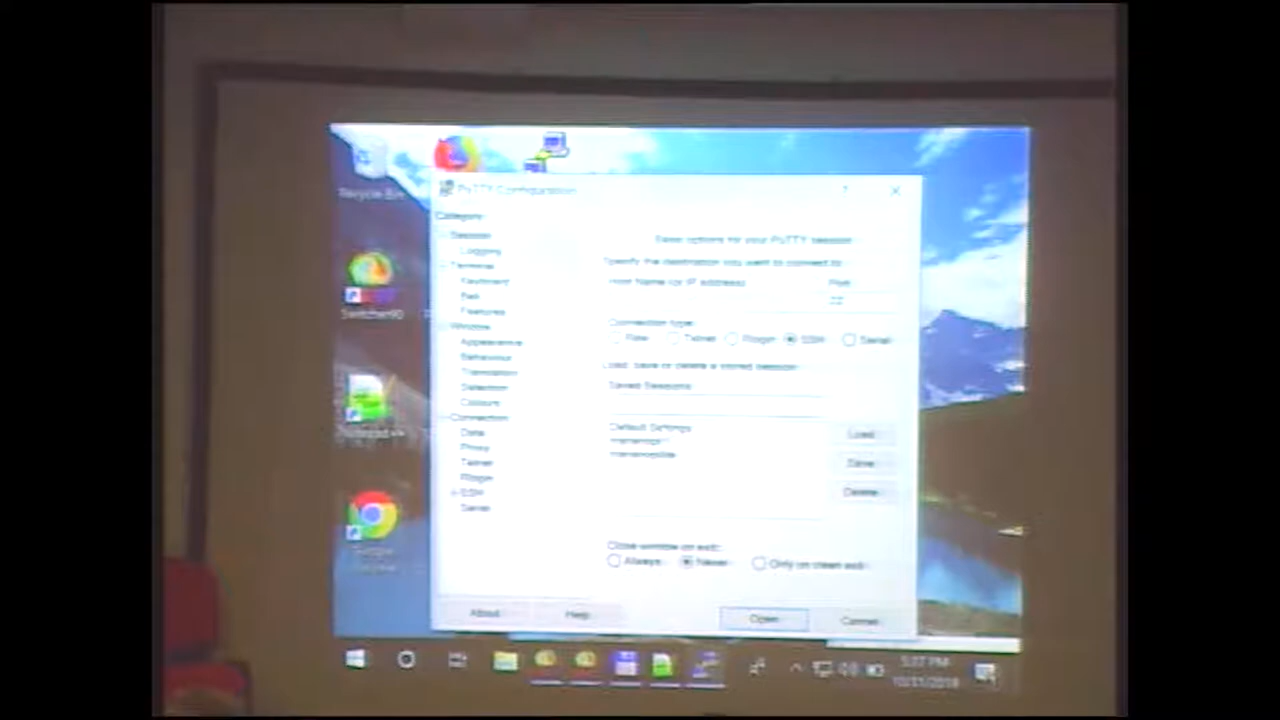 Recycle Bin
PuTTY Configuration
Category:
Session
Logging
Terminal
Keyboard
Bell
Features
Window
Appearance
Behaviour
Translation
Selection
Colours
Connection
Data
Proxy
Telnet
Rlogin
SSH
Serial
Basic options for your PuTTY session
Specify the destination you want to connect to
Host Name (or IP address)
Port
22
Connection type:
Raw
Telnet
Rlogin
SSH
Serial
Load, save or delete a stored session
Saved Sessions
Default Settings
Load
Save
Delete
Close window on exit:
Always
Never
Only on clean exit
About
Help
Open
Cancel
Notepad++
Google
Chrome
5:07 PM